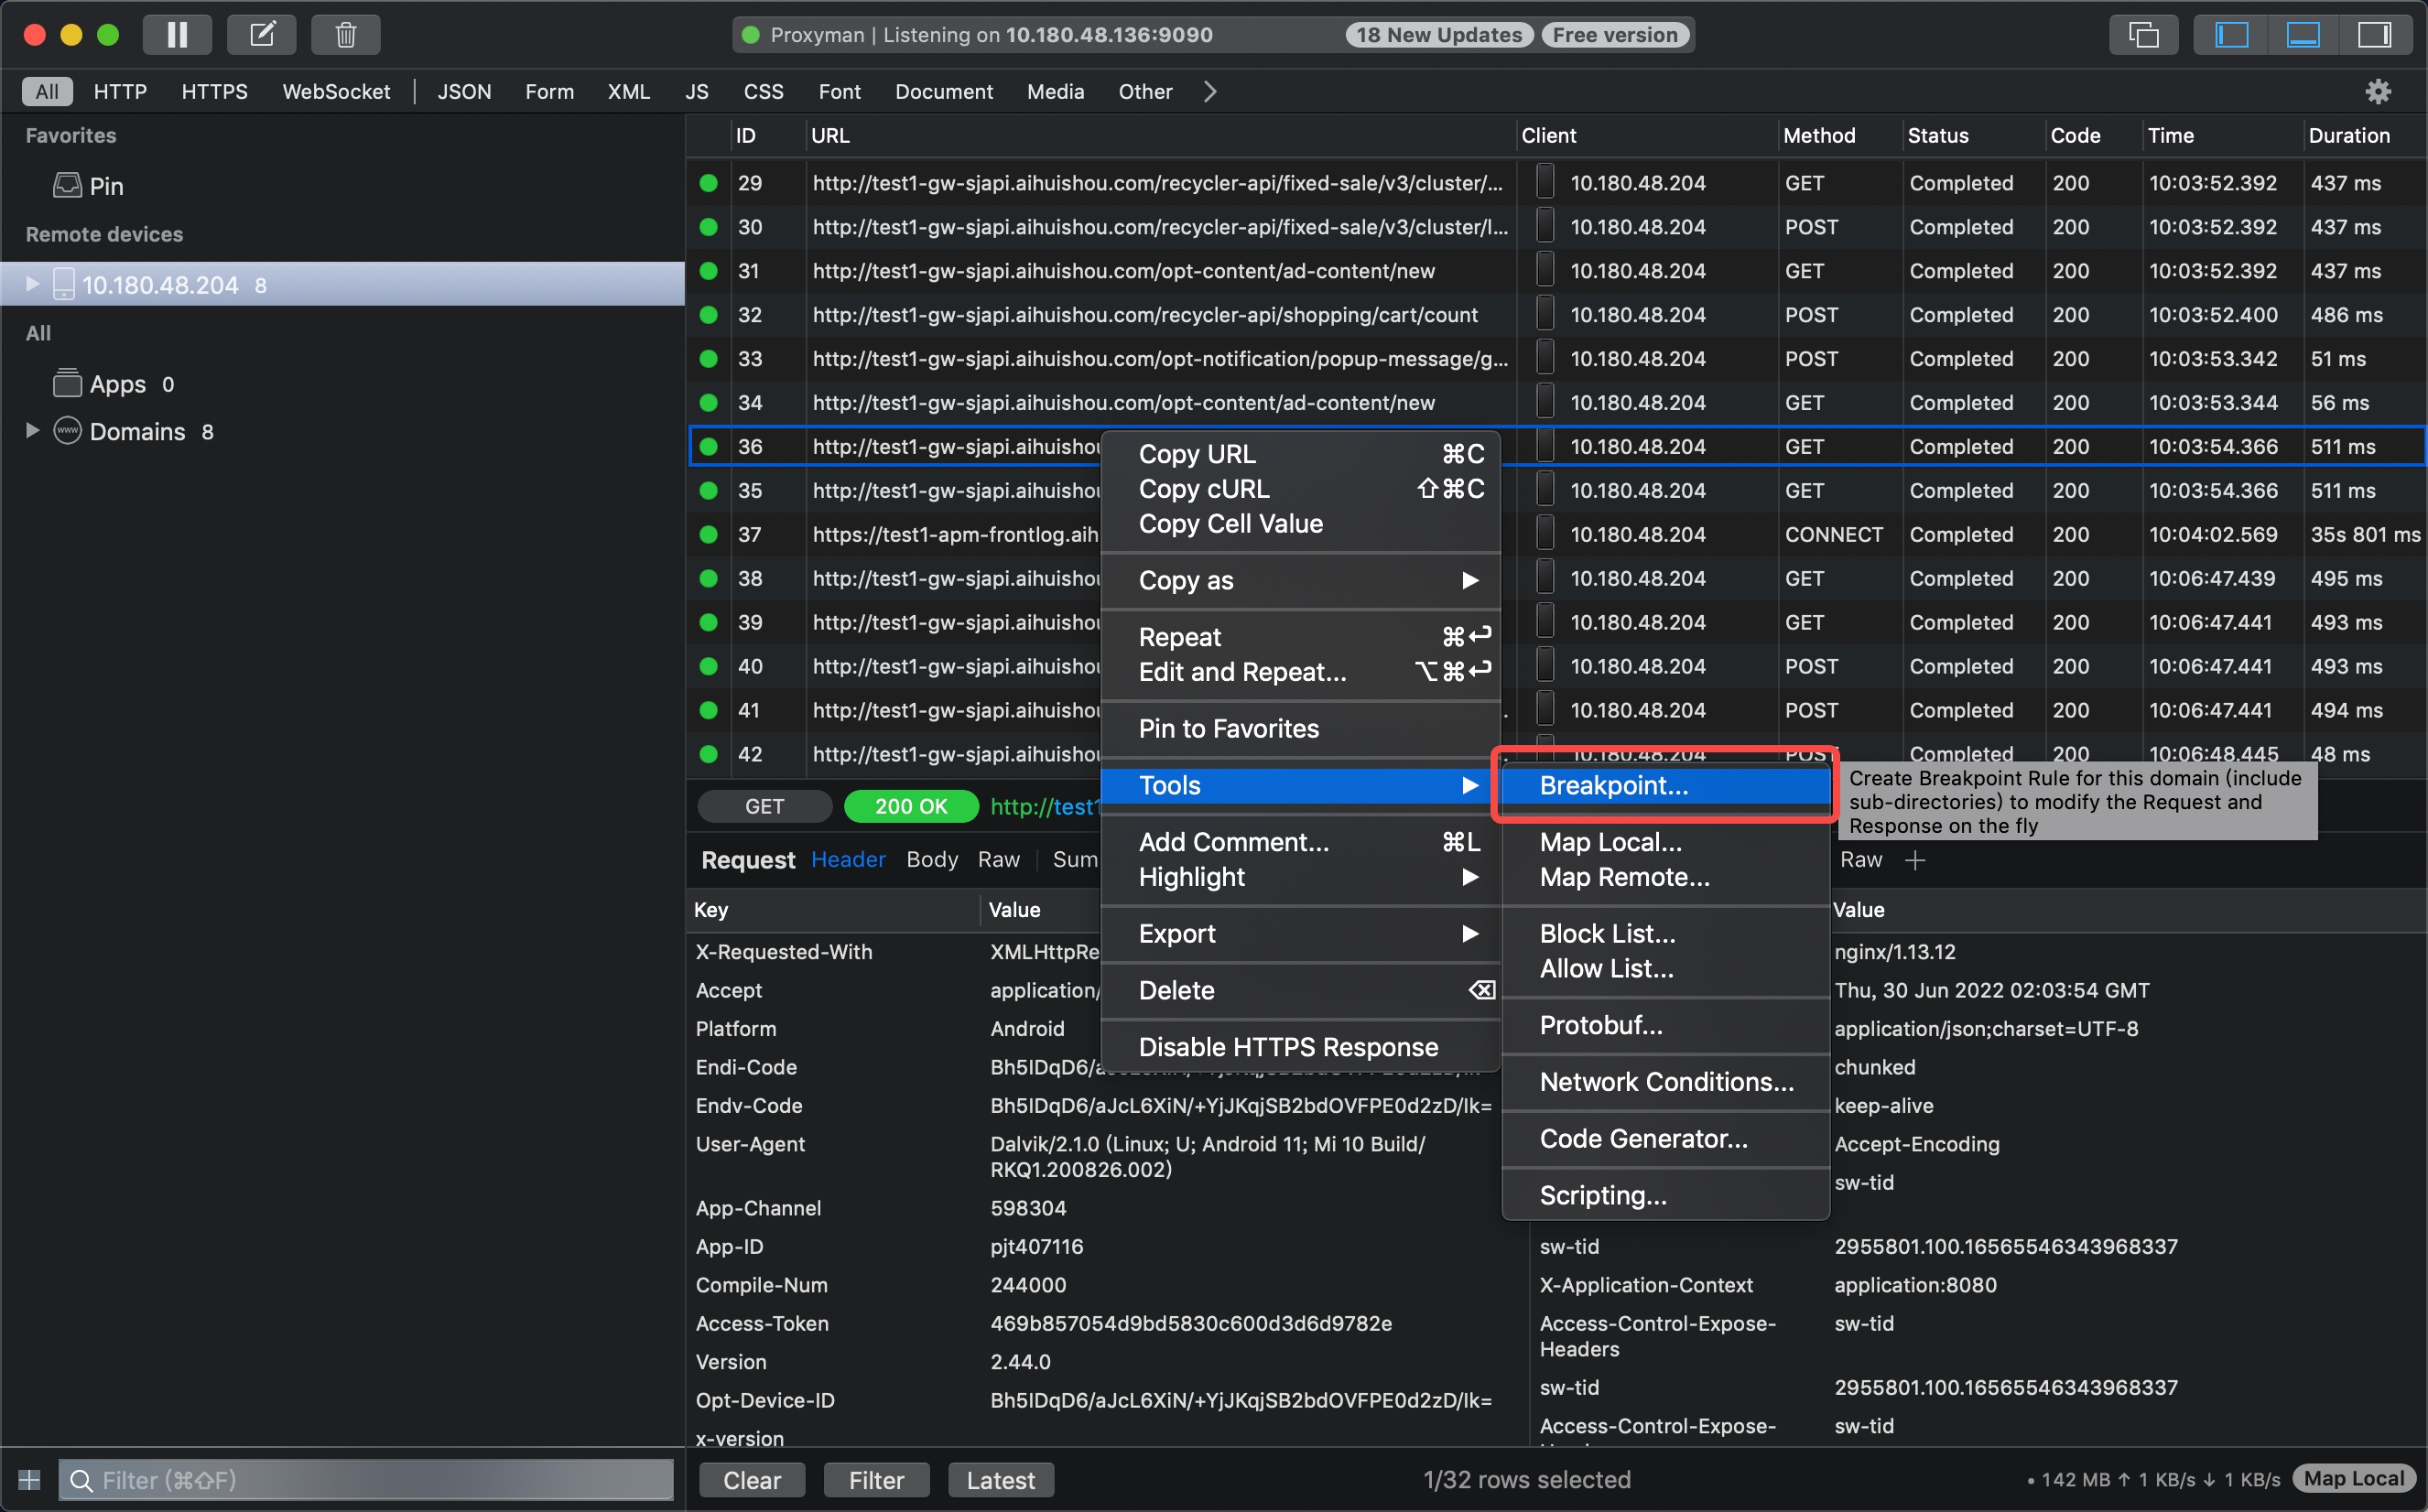 Proxyman | Listening on 10.180.48.136:9090 18 New Updates Free version
All HTTP HTTPS WebSocket JSON Form XML JS CSS Font Document Media Other
Favorites
Pin
Remote devices
10.180.48.204 8
All
Apps 0
www Domains 8
ID URL Client Method Status Code Time Duration
29 http://test1-gw-sjapi.aihuishou.com/recycler-api/fixed-sale/v3/cluster/... 10.180.48.204 GET Completed 200 10:03:52.392 437 ms
30 http://test1-gw-sjapi.aihuishou.com/recycler-api/fixed-sale/v3/cluster/l... 10.180.48.204 POST Completed 200 10:03:52.392 437 ms
31 http://test1-gw-sjapi.aihuishou.com/opt-content/ad-content/new 10.180.48.204 GET Completed 200 10:03:52.392 437 ms
32 http://test1-gw-sjapi.aihuishou.com/recycler-api/shopping/cart/count 10.180.48.204 POST Completed 200 10:03:52.400 486 ms
33 http://test1-gw-sjapi.aihuishou.com/opt-notification/popup-message/g... 10.180.48.204 POST Completed 200 10:03:53.342 51 ms
34 http://test1-gw-sjapi.aihuishou.com/opt-content/ad-content/new 10.180.48.204 GET Completed 200 10:03:53.344 56 ms
36 http://test1-gw-sjapi.aihuishou 10.180.48.204 GET Completed 200 10:03:54.366 511 ms
35 http://test1-gw-sjapi.aihuishou 10.180.48.204 GET Completed 200 10:03:54.366 511 ms
37 https://test1-apm-frontlog.aih 10.180.48.204 CONNECT Completed 200 10:04:02.569 35s 801 ms
38 http://test1-gw-sjapi.aihuishou 10.180.48.204 GET Completed 200 10:06:47.439 495 ms
39 http://test1-gw-sjapi.aihuishou 10.180.48.204 GET Completed 200 10:06:47.441 493 ms
40 http://test1-gw-sjapi.aihuishou 10.180.48.204 POST Completed 200 10:06:47.441 493 ms
41 http://test1-gw-sjapi.aihuishou 10.180.48.204 POST Completed 200 10:06:47.441 494 ms
42 http://test1-gw-sjapi.aihuishou 10.180.48.204 POST Completed 200 10:06:48.445 48 ms
Copy URL ⌘C
Copy cURL ⇧⌘C
Copy Cell Value
Copy as ▶
Repeat ⌘↩
Edit and Repeat... ⌥⌘↩
Pin to Favorites
Tools ▶
Add Comment... ⌘L
Highlight ▶
Export ▶
Delete ⌫
Disable HTTPS Response
Breakpoint...
Map Local...
Map Remote...
Block List...
Allow List...
Protobuf...
Network Conditions...
Code Generator...
Scripting...
Create Breakpoint Rule for this domain (include
sub-directories) to modify the Request and
Response on the fly
GET 200 OK http://test1
Request Header Body Raw Sum
Raw +
Key Value
X-Requested-With XMLHttpRe
Accept application/
Platform Android
Endi-Code Bh5IDqD6/
Endv-Code Bh5IDqD6/aJcL6XiN/+YjJKqjSB2bdOVFPE0d2zD/Ik=
User-Agent Dalvik/2.1.0 (Linux; U; Android 11; Mi 10 Build/
RKQ1.200826.002)
App-Channel 598304
App-ID pjt407116
Compile-Num 244000
Access-Token 469b857054d9bd5830c600d3d6d9782e
Version 2.44.0
Opt-Device-ID Bh5IDqD6/aJcL6XiN/+YjJKqjSB2bdOVFPE0d2zD/Ik=
x-version
Value
nginx/1.13.12
Thu, 30 Jun 2022 02:03:54 GMT
application/json;charset=UTF-8
chunked
keep-alive
Accept-Encoding
sw-tid
sw-tid 2955801.100.16565546343968337
X-Application-Context application:8080
Access-Control-Expose- sw-tid
Headers
sw-tid 2955801.100.16565546343968337
Access-Control-Expose- sw-tid
Filter (⌘⇧F)
Clear Filter Latest 1/32 rows selected • 142 MB ↑ 1 KB/s ↓ 1 KB/s Map Local